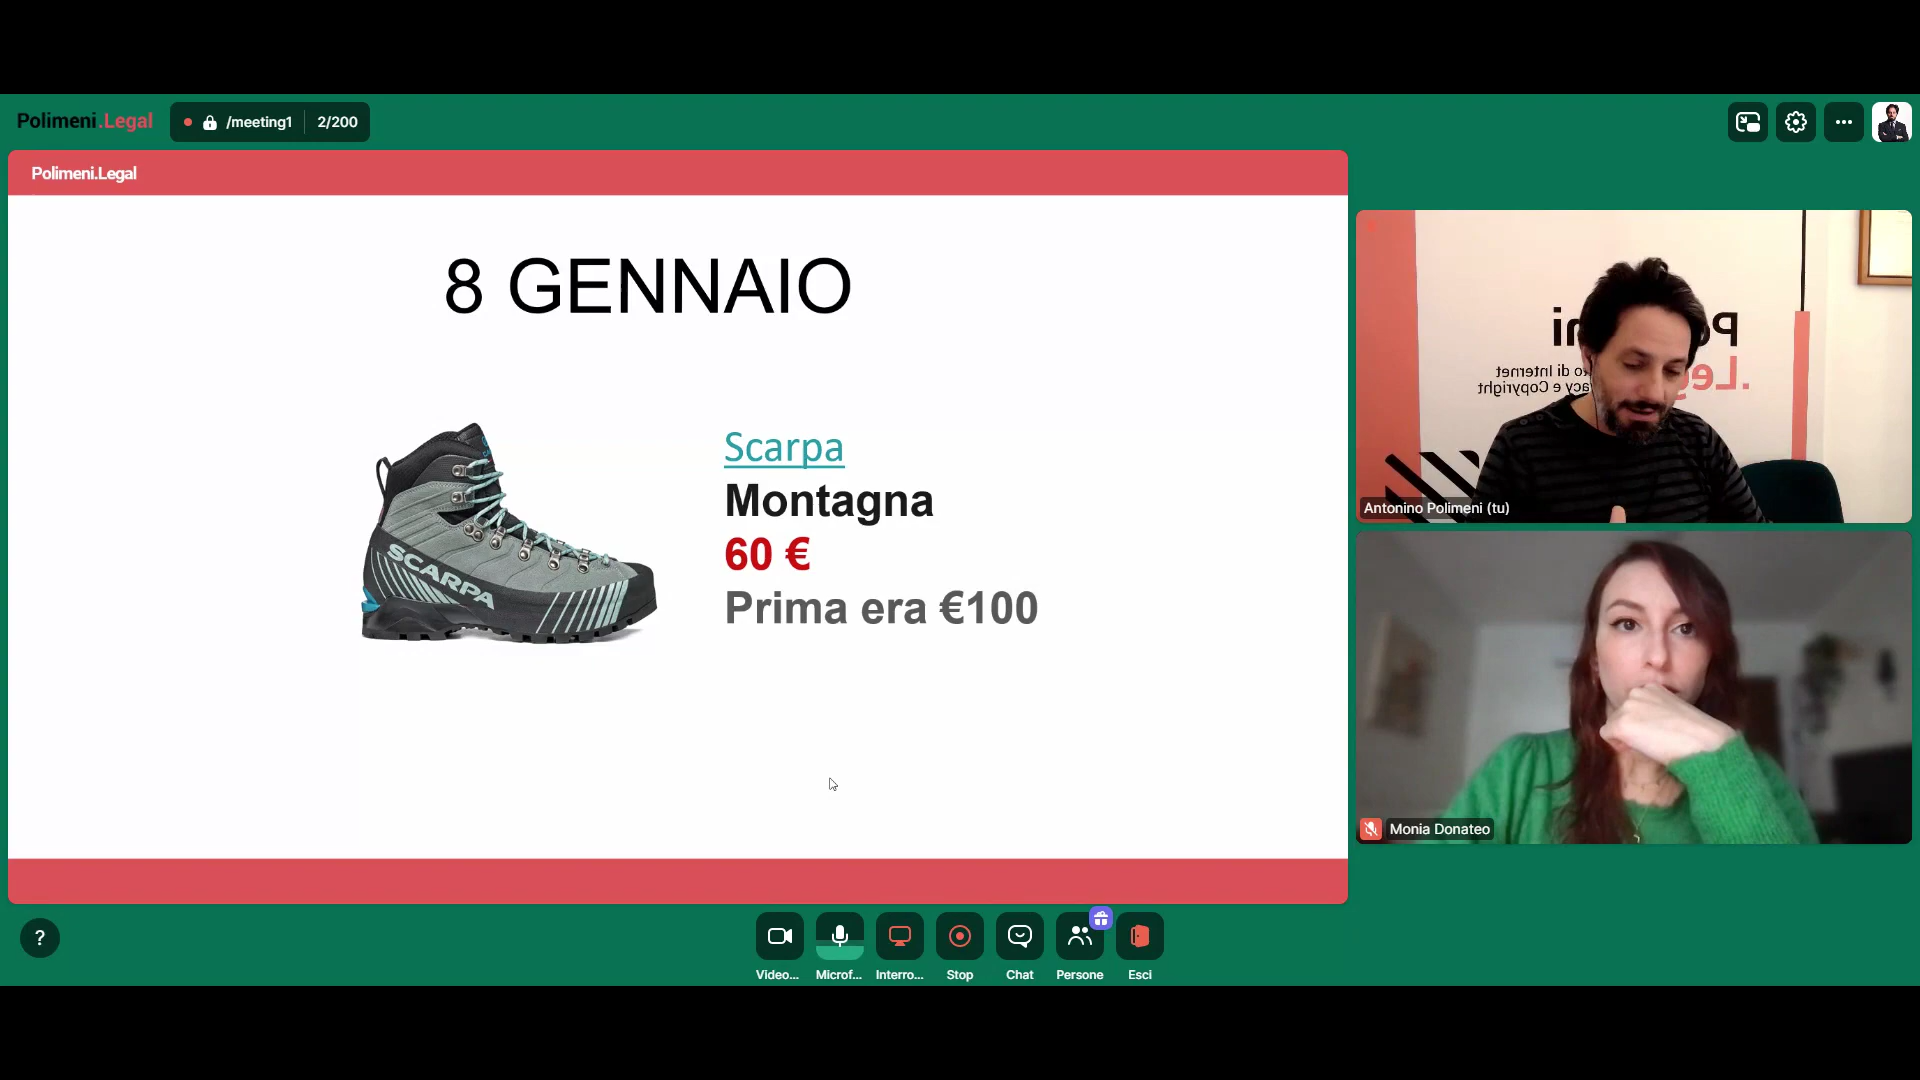 Polimeni.Legal
/meeting1
2/200
Polimeni.Legal
8 GENNAIO
SCARPA
Scarpa
Montagna
60 €
Prima era €100
Antonino Polimeni (tu)
Monia Donateo
?
Video...
Microf...
Interro...
Stop
Chat
Persone
Esci